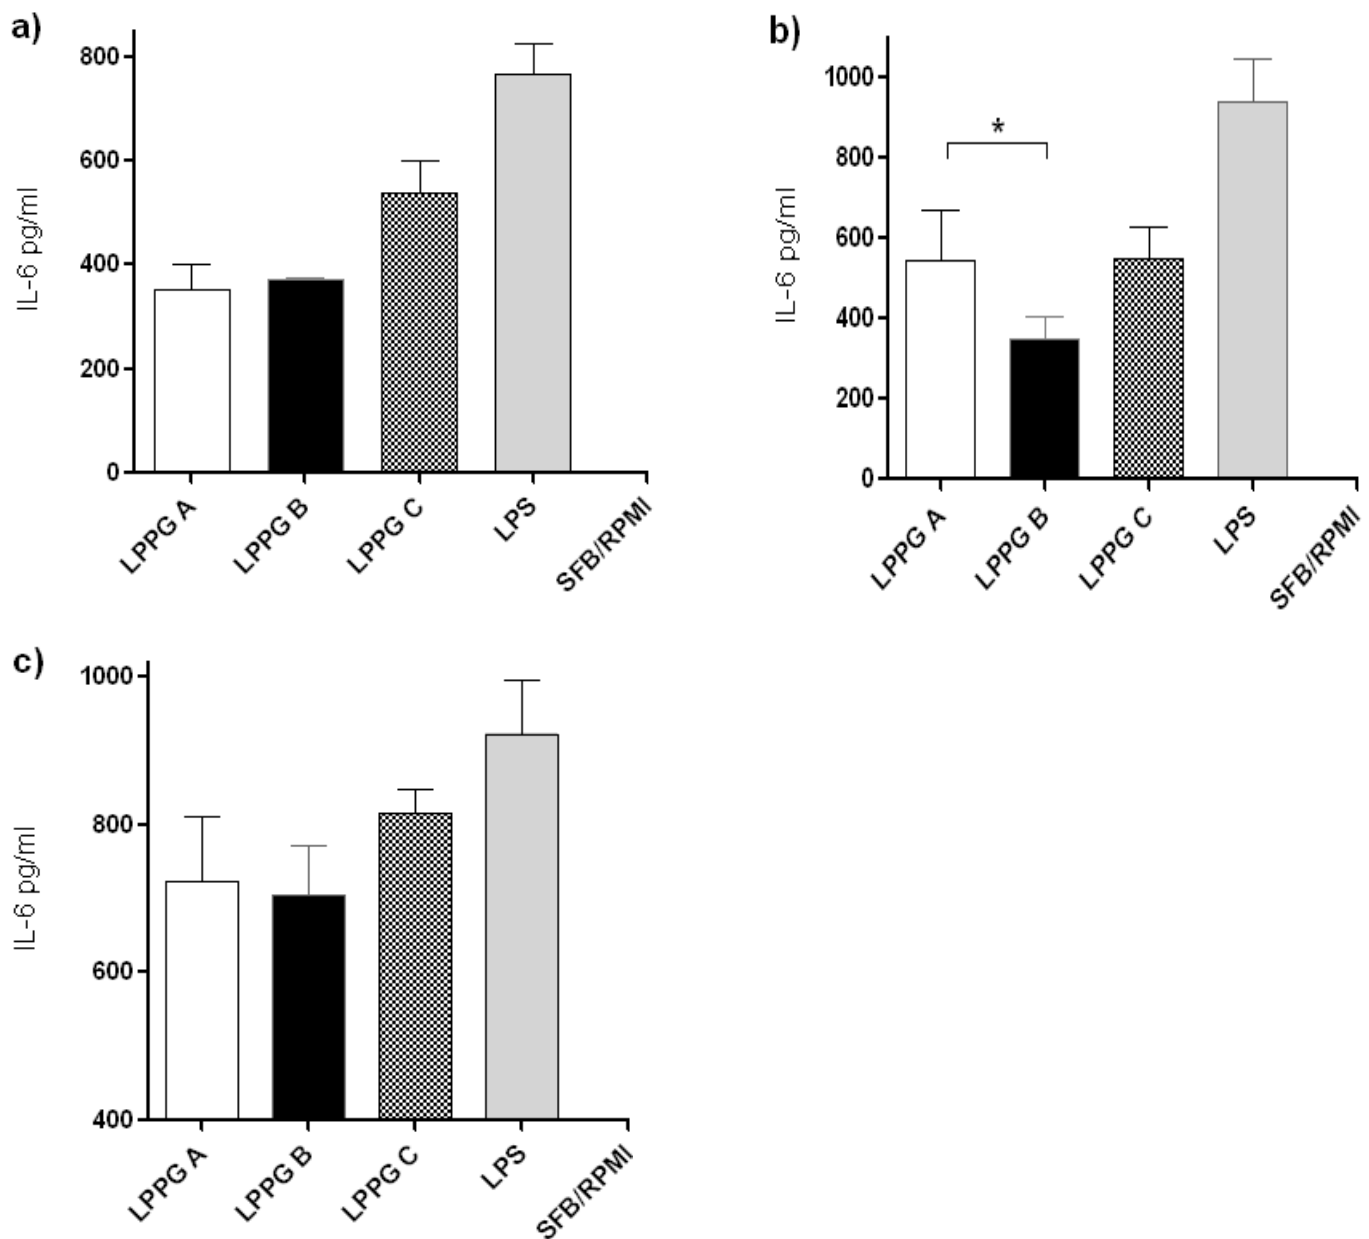 a)
800
600
400
200
0
IL-6 pg/ml
LPPG A
LPPG B
LPPG C
LPS
SFB/RPMI
b)
1000
800
600
400
200
0
IL-6 pg/ml
*
LPPG A
LPPG B
LPPG C
LPS
SFB/RPMI
c)
1000
800
600
400
IL-6 pg/ml
LPPG A
LPPG B
LPPG C
LPS
SFB/RPMI